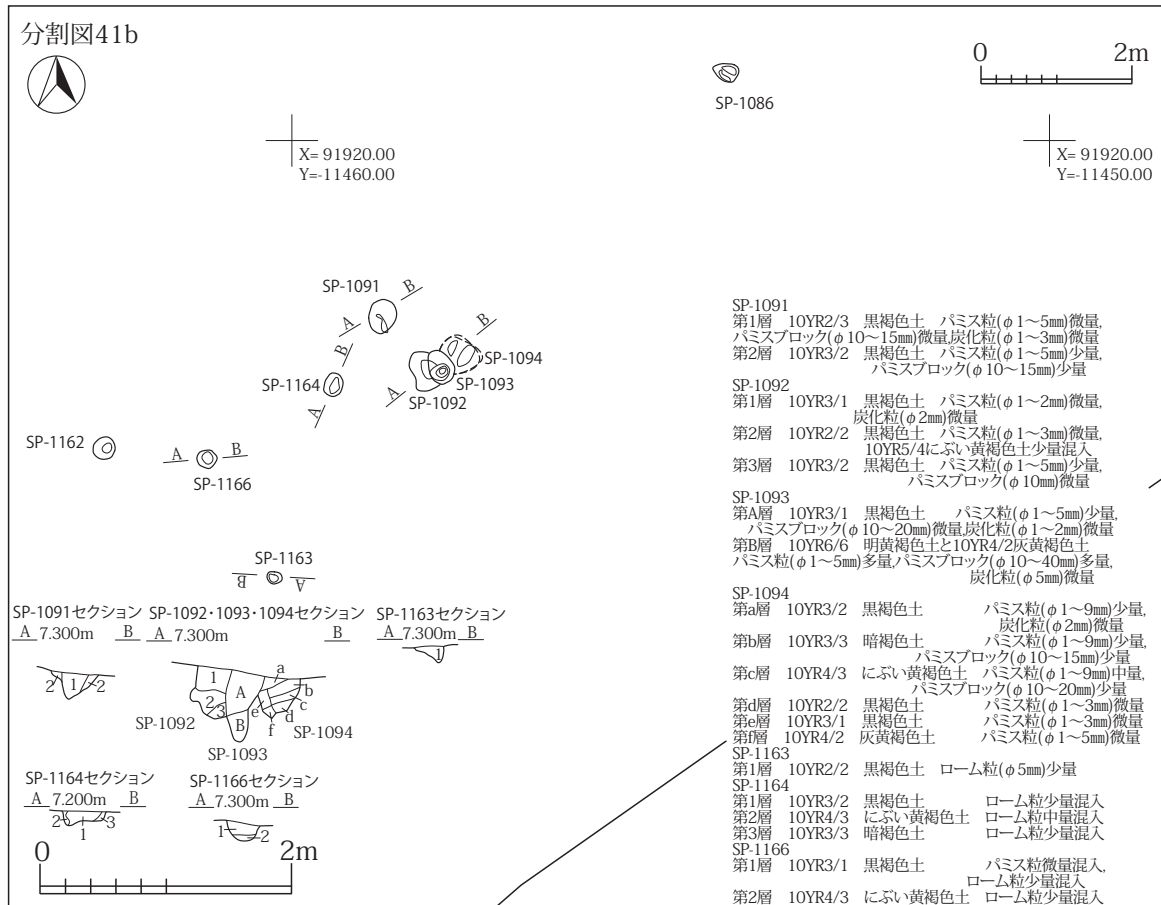 分割図41b
0 2m
SP-1086
X= 91920.00
Y=-11460.00
X= 91920.00
Y=-11450.00
SP-1091
A B
SP-1094
SP-1093
SP-1092
A B
SP-1164
A B
SP-1162
SP-1166
A B
SP-1163
B A
SP-1091セクション
A 7.300m B
2 1 2
SP-1092・1093・1094セクション
A 7.300m B
1 2 3 A B a b c d e f
SP-1092
SP-1093
SP-1094
SP-1163セクション
A 7.300m B
1
SP-1164セクション
A 7.200m B
2 1 3
SP-1166セクション
A 7.300m B
1 2
0 2m
SP-1091
第1層 10YR2/3 黒褐色土 パミス粒(φ1〜5㎜)微量,
パミスブロック(φ10〜15㎜)微量,炭化粒(φ1〜3㎜)微量
第2層 10YR3/2 黒褐色土 パミス粒(φ1〜5㎜)少量,
パミスブロック(φ10〜15㎜)少量
SP-1092
第1層 10YR3/1 黒褐色土 パミス粒(φ1〜2㎜)微量,
炭化粒(φ2㎜)微量
第2層 10YR2/2 黒褐色土 パミス粒(φ1〜3㎜)微量,
10YR5/4にぶい黄褐色土少量混入
第3層 10YR3/2 黒褐色土 パミス粒(φ1〜5㎜)少量,
パミスブロック(φ10㎜)微量
SP-1093
第A層 10YR3/1 黒褐色土 パミス粒(φ1〜5㎜)少量,
パミスブロック(φ10〜20㎜)微量,炭化粒(φ1〜2㎜)微量
第B層 10YR6/6 明黄褐色土と10YR4/2灰黄褐色土
パミス粒(φ1〜5㎜)多量,パミスブロック(φ10〜40㎜)多量,
炭化粒(φ5㎜)微量
SP-1094
第a層 10YR3/2 黒褐色土 パミス粒(φ1〜9㎜)少量,
炭化粒(φ2㎜)微量
第b層 10YR3/3 暗褐色土 パミス粒(φ1〜9㎜)少量,
パミスブロック(φ10〜15㎜)少量
第c層 10YR4/3 にぶい黄褐色土 パミス粒(φ1〜9㎜)中量,
パミスブロック(φ10〜20㎜)少量
第d層 10YR2/2 黒褐色土 パミス粒(φ1〜3㎜)微量
第e層 10YR3/1 黒褐色土 パミス粒(φ1〜3㎜)微量
第f層 10YR4/2 灰黄褐色土 パミス粒(φ1〜5㎜)微量
SP-1163
第1層 10YR2/2 黒褐色土 ローム粒(φ5㎜)少量
SP-1164
第1層 10YR3/2 黒褐色土 ローム粒少量混入
第2層 10YR4/3 にぶい黄褐色土 ローム粒中量混入
第3層 10YR3/3 暗褐色土 ローム粒少量混入
SP-1166
第1層 10YR3/1 黒褐色土 パミス粒微量混入,
ローム粒少量混入
第2層 10YR4/3 にぶい黄褐色土 ローム粒少量混入